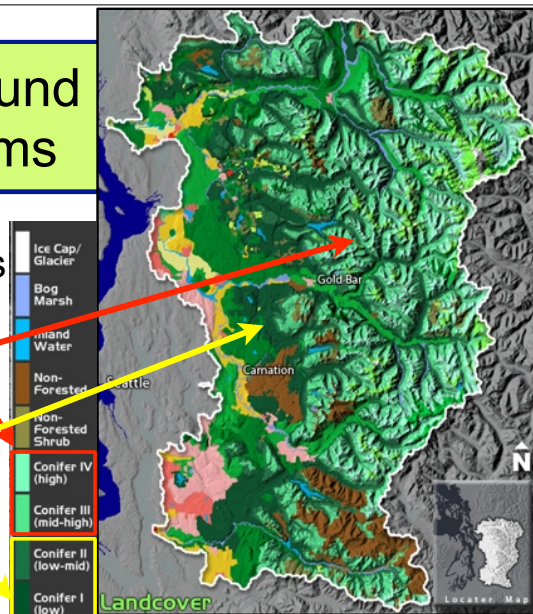 und
ms
s
Ice Cap/
Glacier
Bog
Marsh
Inland
Water
Non-
Forested
Non-
Forested
Shrub
Conifer IV
(high)
Conifer III
(mid-high)
Conifer II
(low-mid)
Conifer I
(low)
Gold Bar
Seattle
Carnation
N
Landcover
Locater Map